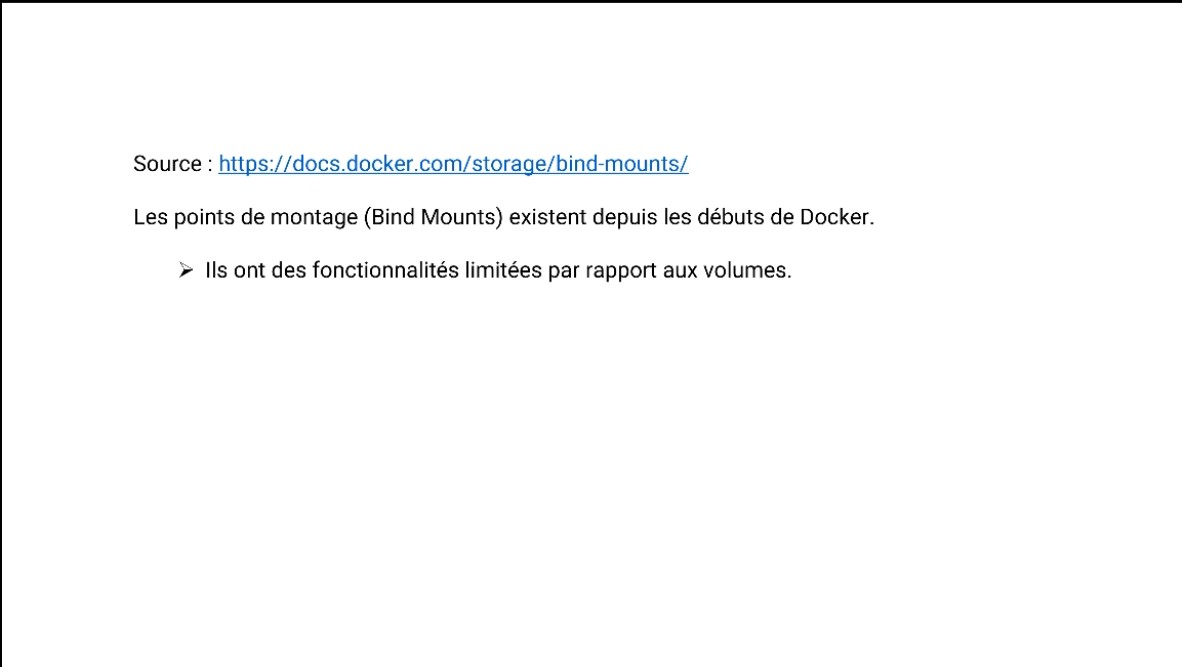 Source : https://docs.docker.com/storage/bind-mounts/
Les points de montage (Bind Mounts) existent depuis les débuts de Docker.
➢ Ils ont des fonctionnalités limitées par rapport aux volumes.